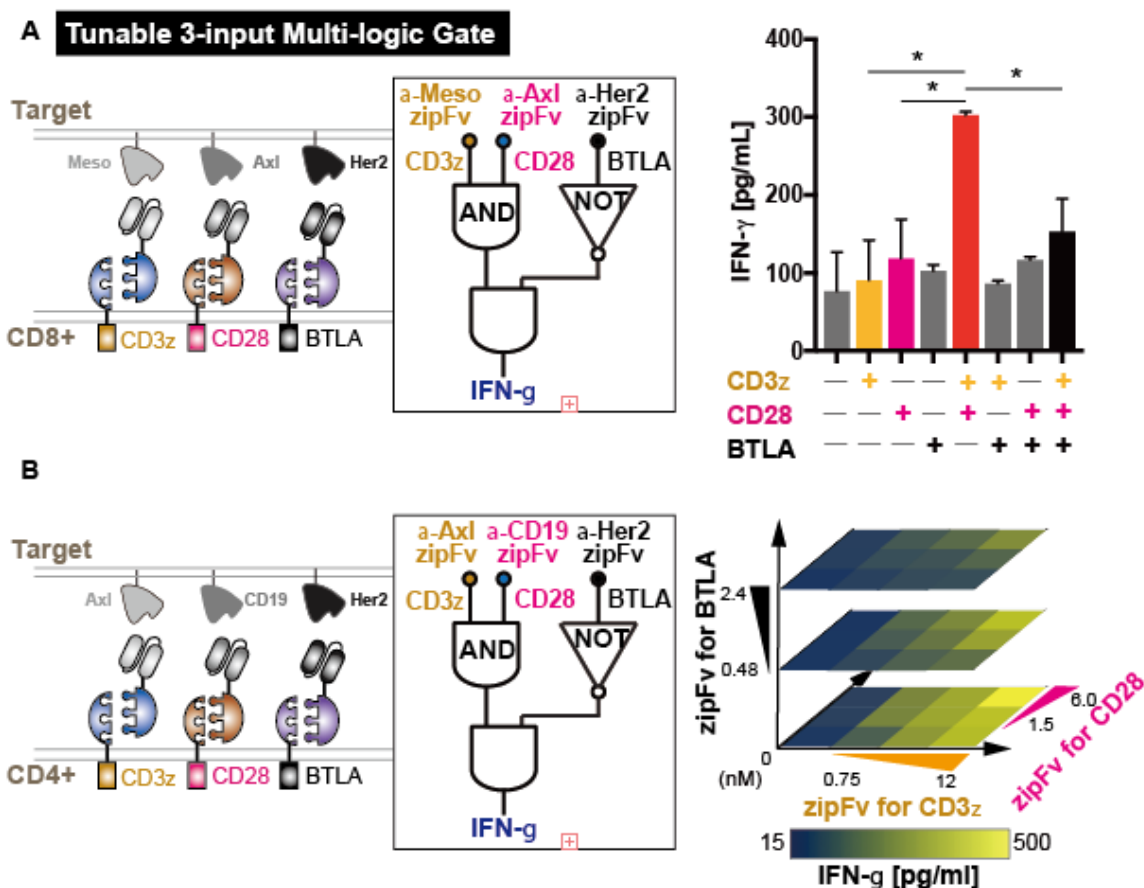 A Tunable 3-input Multi-logic Gate
Target
Meso Axl Her2
CD8+ CD3z CD28 BTLA
a-Meso a-Axl a-Her2
zipFv zipFv zipFv
CD3z CD28 BTLA
AND NOT
IFN-g
400
300
200
100
0
IFN-γ [pg/mL]
* * *
CD3z — + — — + + — +
CD28 — — + — + — + +
BTLA — — — + — + + +
B
Target
Axl CD19 Her2
CD4+ CD3z CD28 BTLA
a-Axl a-CD19 a-Her2
zipFv zipFv zipFv
CD3z CD28 BTLA
AND NOT
IFN-g
zipFv for BTLA
2.4
0.48
0
(nM)
0.75 12
zipFv for CD3z
1.5 6.0
zipFv for CD28
15 500
IFN-g [pg/ml]